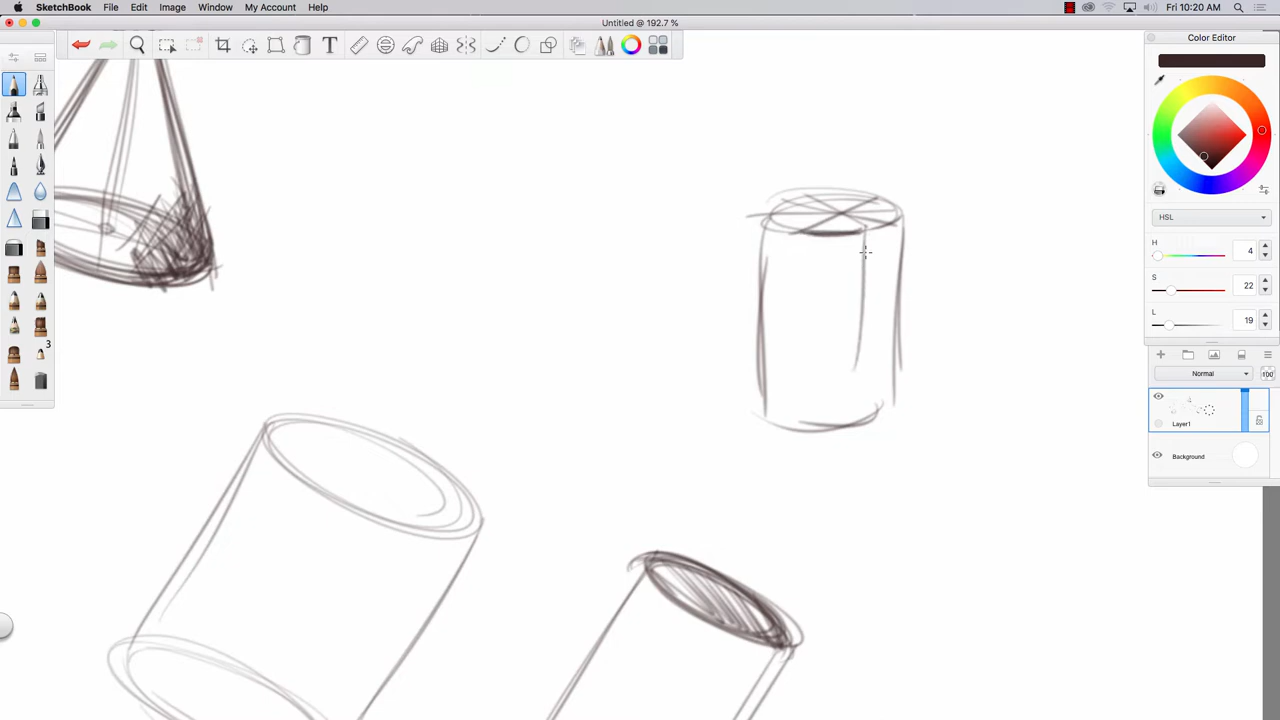 SketchBook File Edit Image Window My Account Help Fri 10:20 AM
Untitled @ 192.7 %
Color Editor
T
HSL
H 4
S 22
L 19
3
Normal 100
Layer1
Background